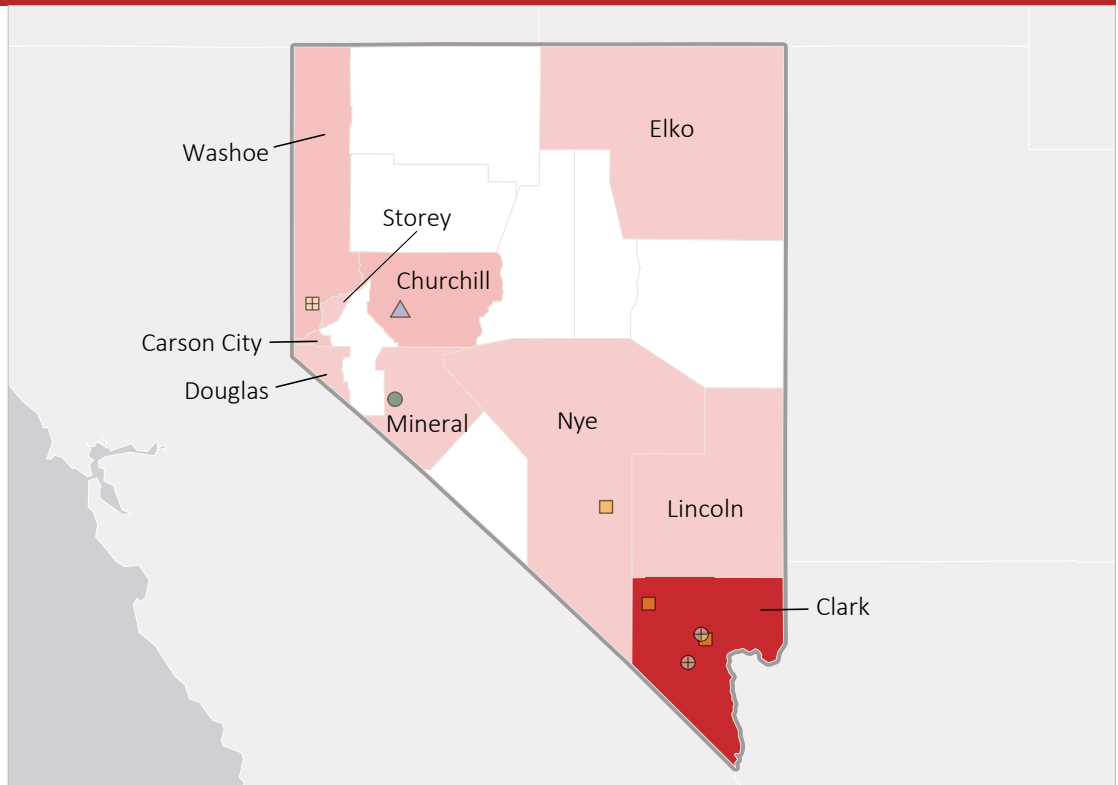 Elko
Washoe
Storey
Churchill
Carson City
Douglas
Mineral
Nye
Lincoln
Clark